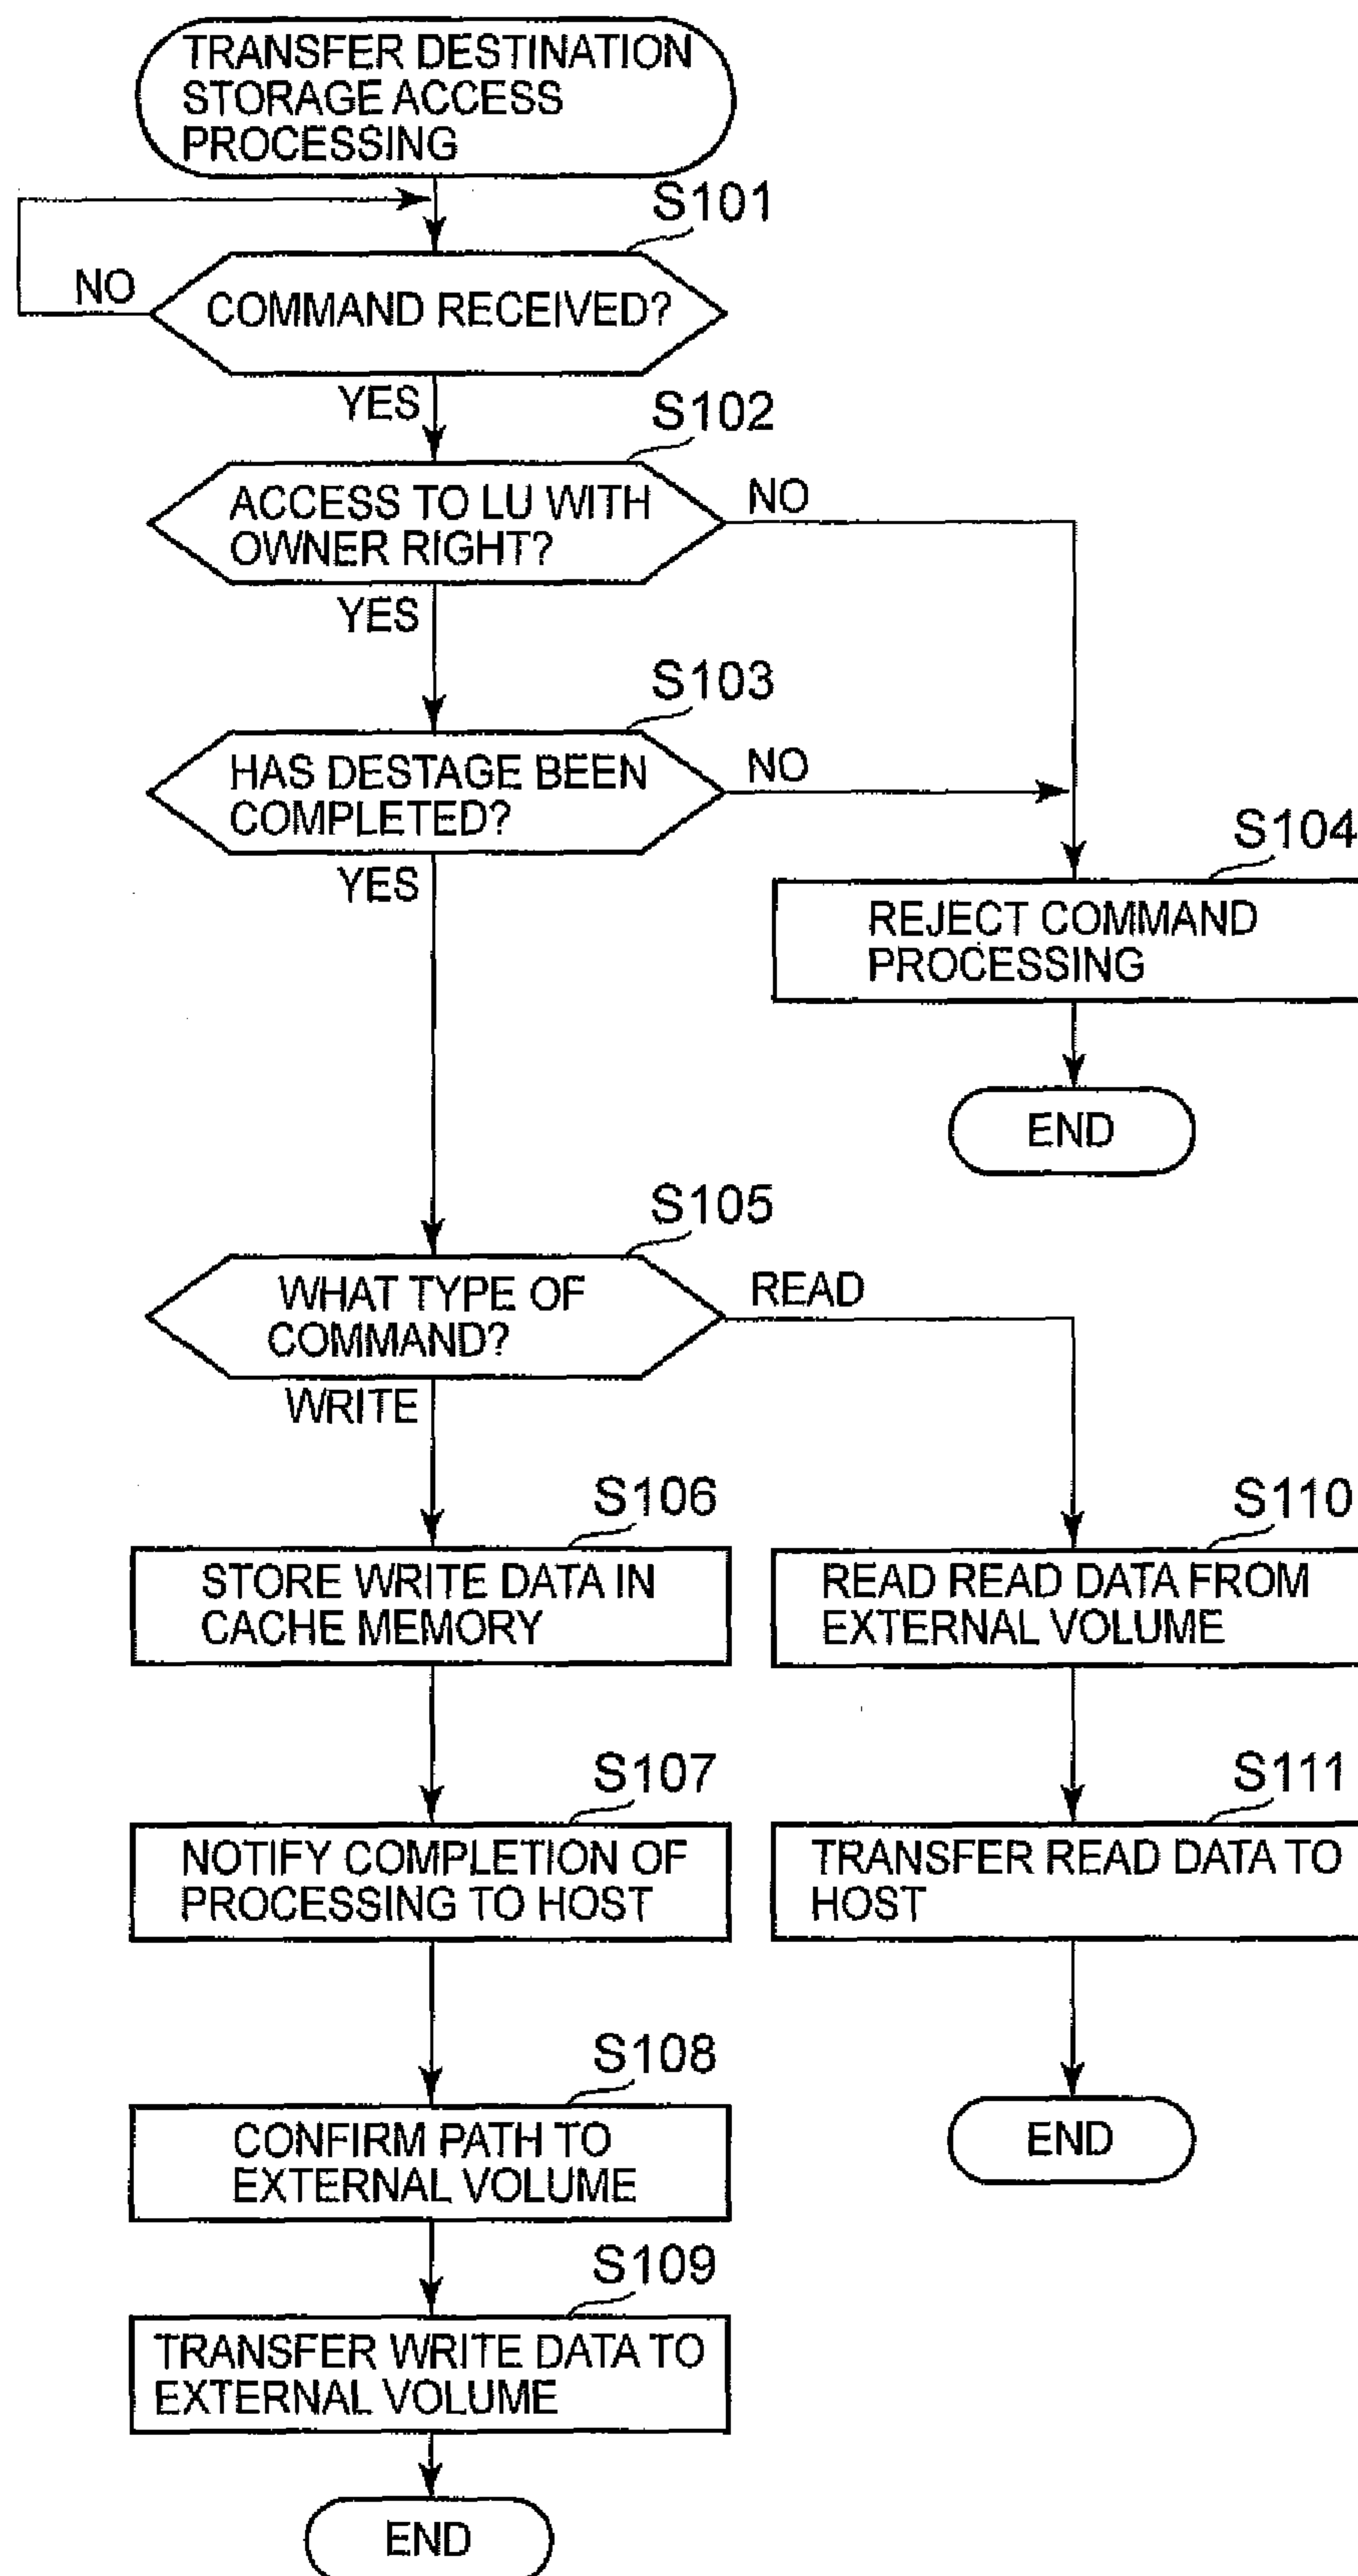 TRANSFER DESTINATION
STORAGE ACCESS
PROCESSING
S101
NO
COMMAND RECEIVED?
YES
S102
ACCESS TO LU WITH
OWNER RIGHT?
NO
YES
S103
HAS DESTAGE BEEN
COMPLETED?
NO
YES
S104
REJECT COMMAND
PROCESSING
END
S105
WHAT TYPE OF
COMMAND?
READ
WRITE
S106
STORE WRITE DATA IN
CACHE MEMORY
S110
READ READ DATA FROM
EXTERNAL VOLUME
S107
NOTIFY COMPLETION OF
PROCESSING TO HOST
S111
TRANSFER READ DATA TO
HOST
S108
CONFIRM PATH TO
EXTERNAL VOLUME
END
S109
TRANSFER WRITE DATA TO
EXTERNAL VOLUME
END